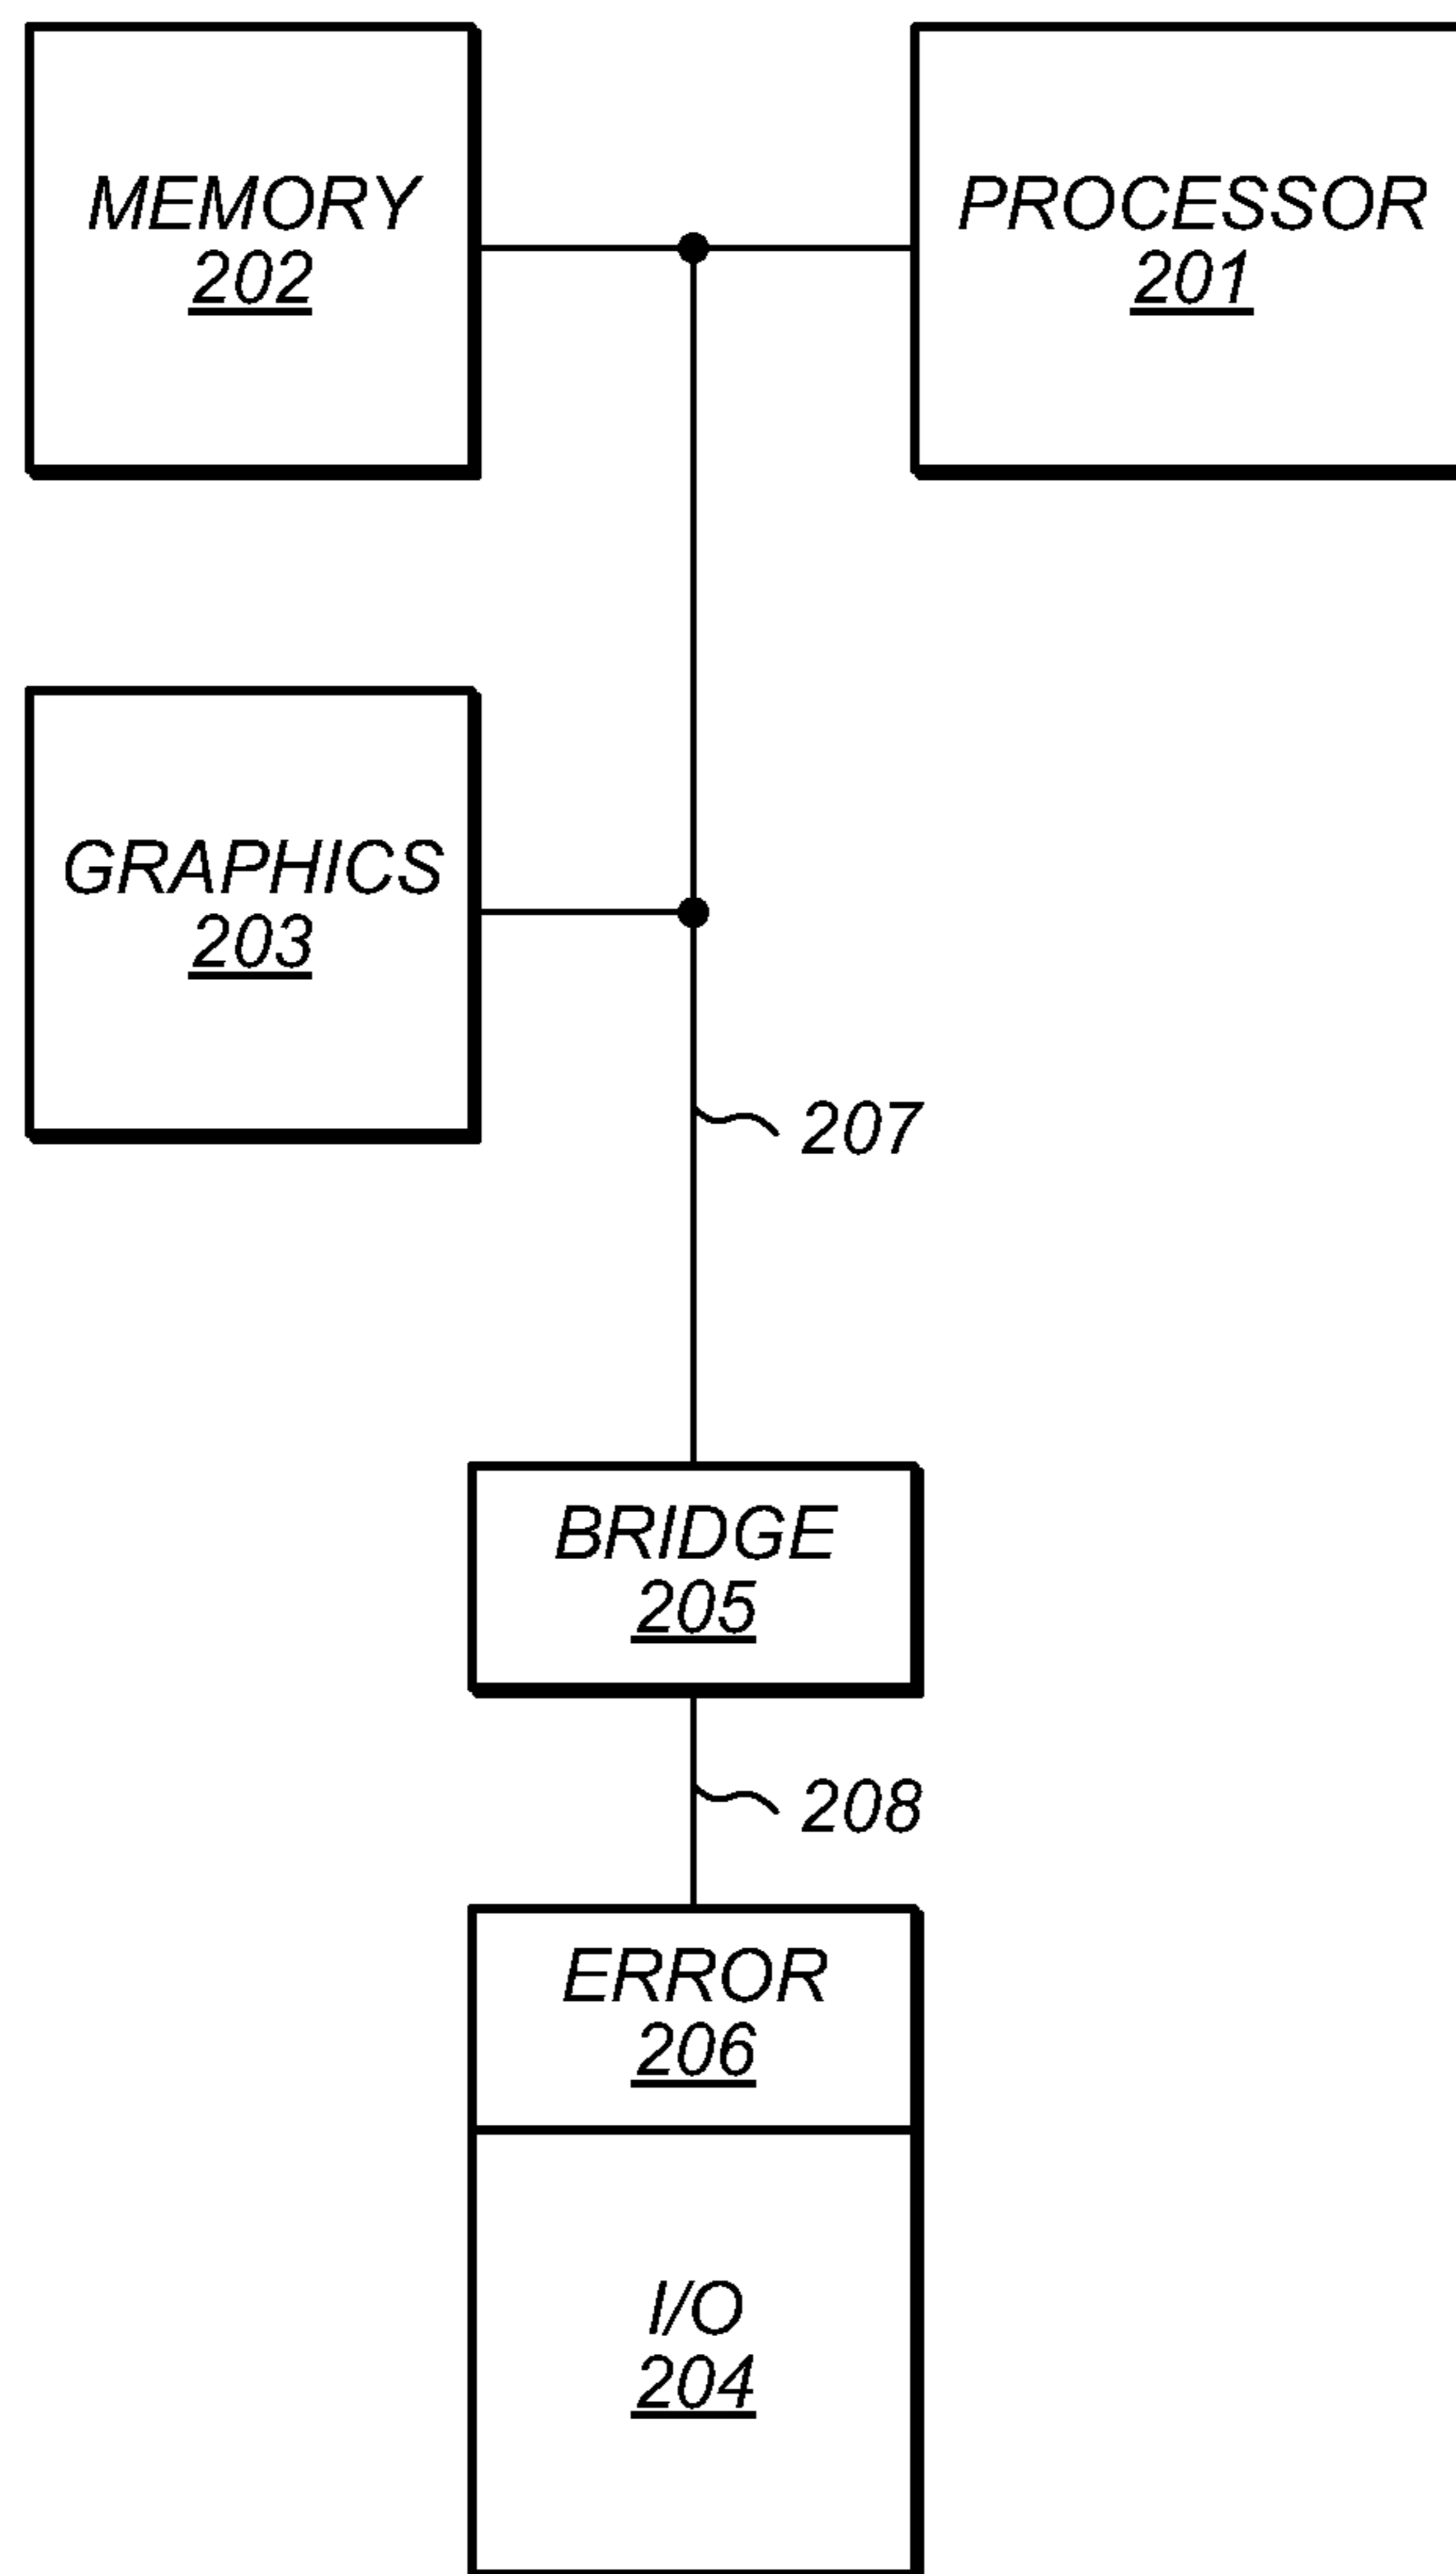 MEMORY
202
PROCESSOR
201
GRAPHICS
203
207
BRIDGE
205
208
ERROR
206
I/O
204